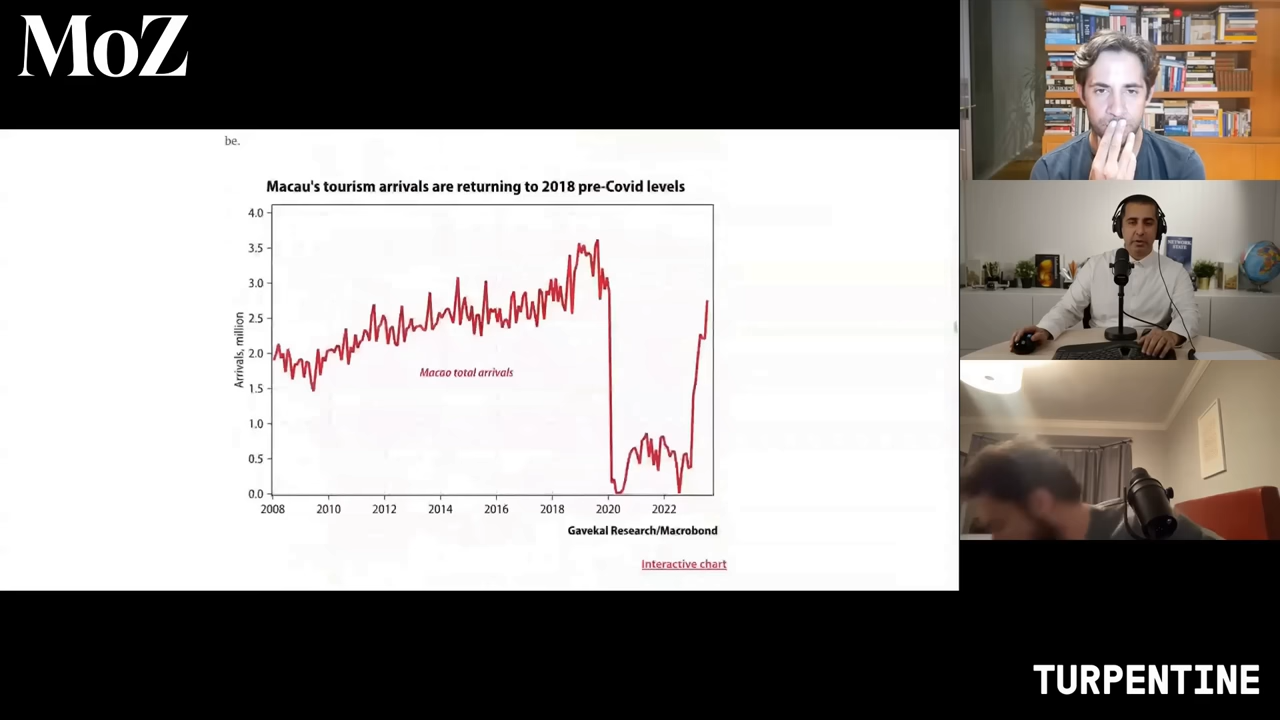 MoZ
be.
Macau's tourism arrivals are returning to 2018 pre-Covid levels
4.0
3.5
3.0
2.5
2.0
1.5
1.0
0.5
0.0
Arrivals, million
Macao total arrivals
2008 2010 2012 2014 2016 2018 2020 2022
Gavekal Research/Macrobond
Interactive chart
NETWORK
STATE
TURPENTINE